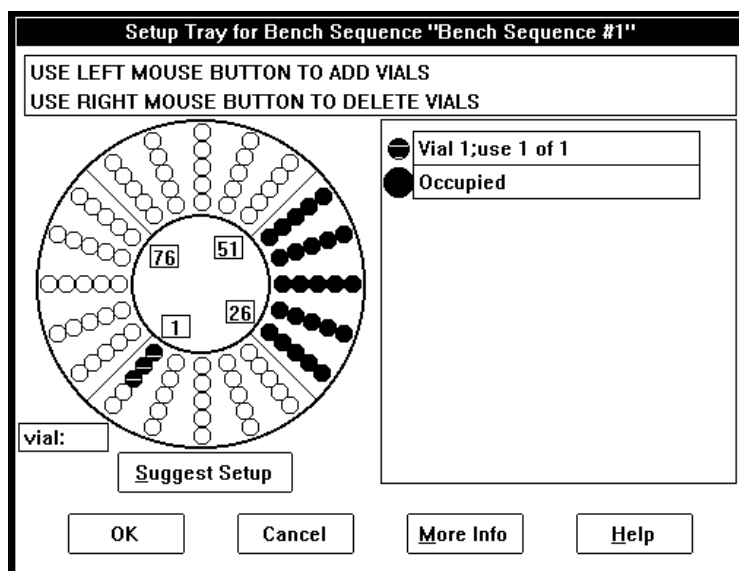 Setup Tray for Bench Sequence "Bench Sequence #1"
USE LEFT MOUSE BUTTON TO ADD VIALS
USE RIGHT MOUSE BUTTON TO DELETE VIALS
Vial 1;use 1 of 1
Occupied
76
51
1
26
vial:
Suggest Setup
OK
Cancel
More Info
Help